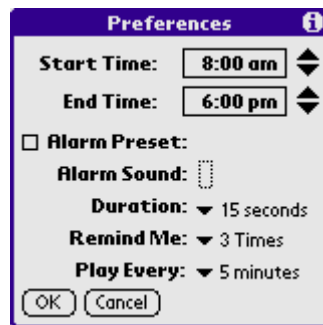 Preferences i
Start Time: 8:00 am
End Time: 6:00 pm
Alarm Preset:
Alarm Sound:
Duration: 15 seconds
Remind Me: 3 Times
Play Every: 5 minutes
OK Cancel